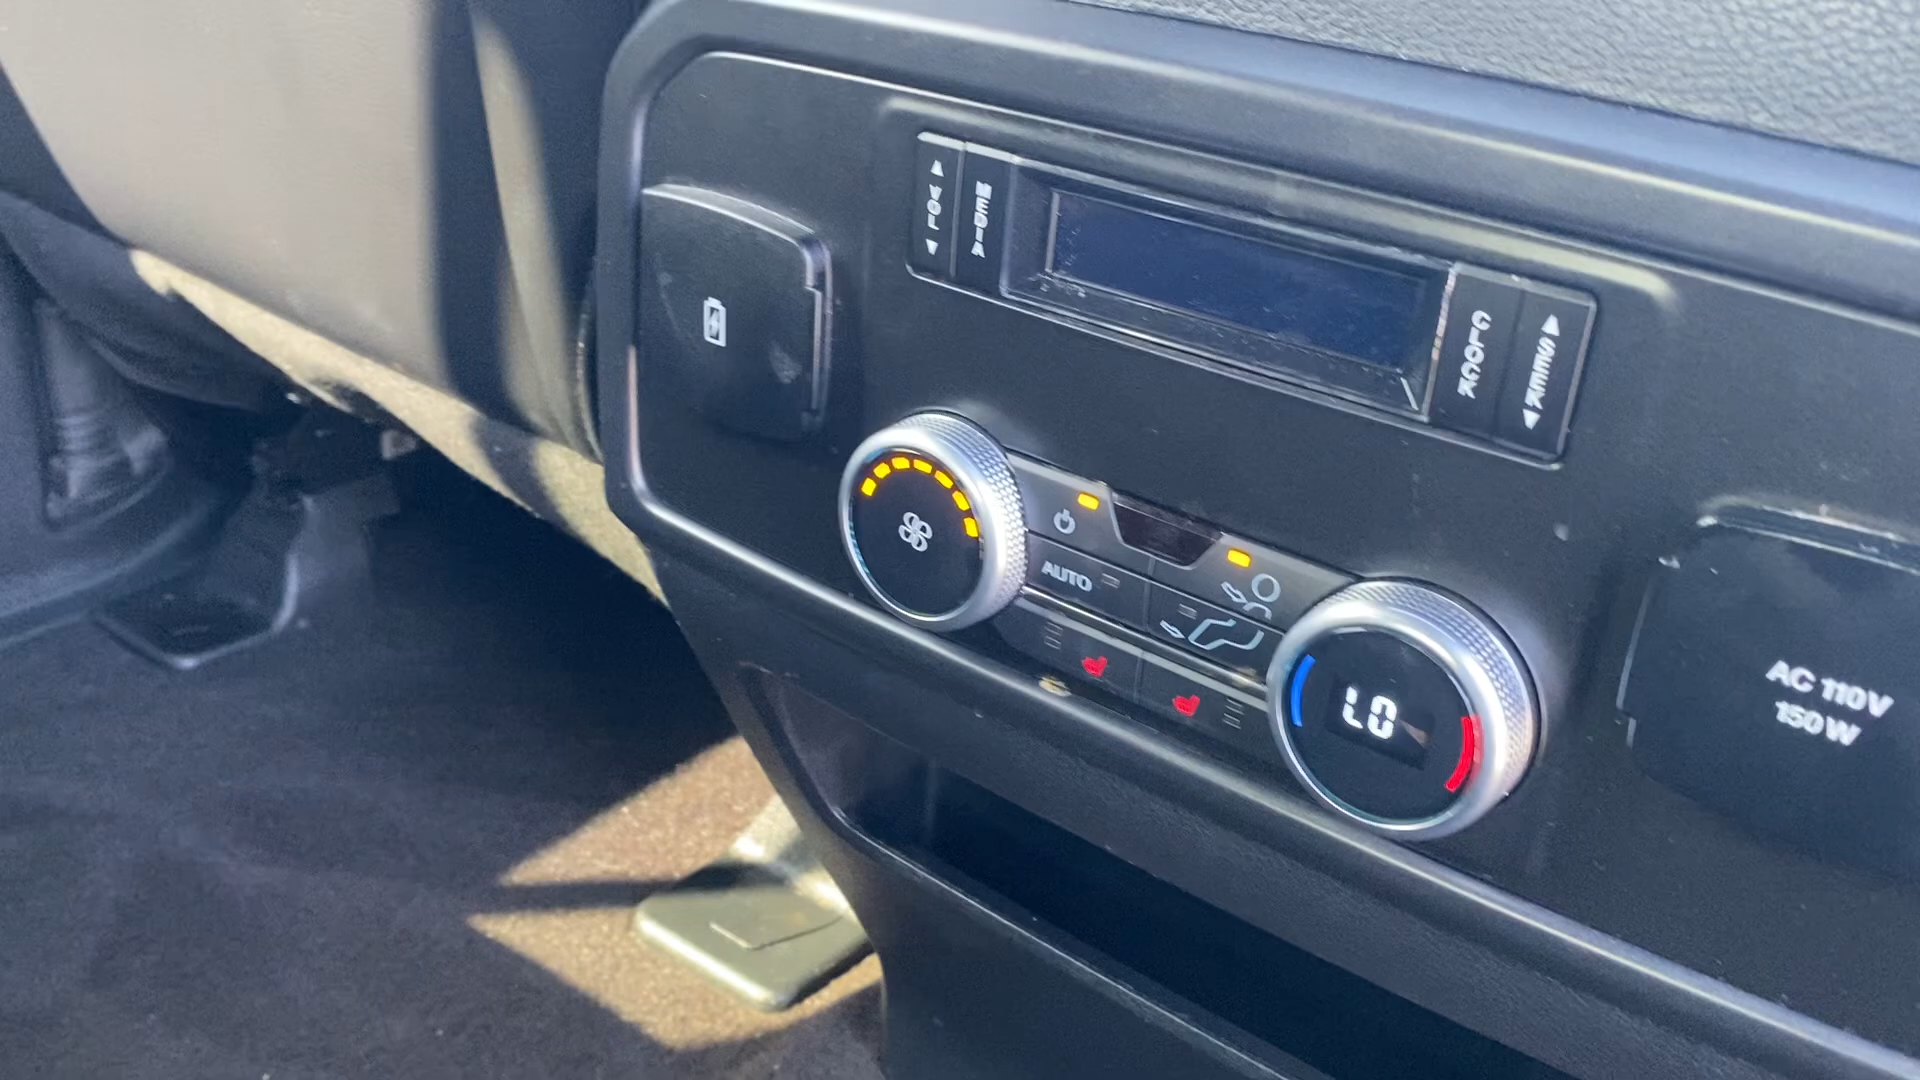 VOL
MEDIA
CLOCK
SEEK
AUTO
LO
AC 110V
150W